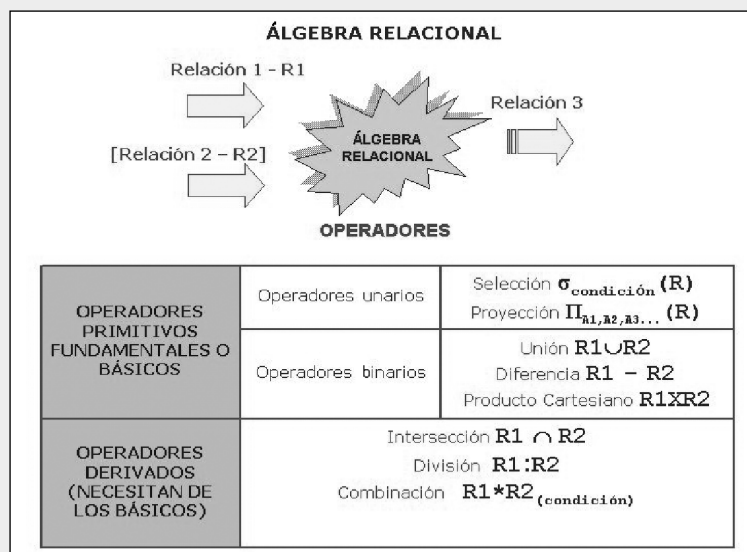 ÁLGEBRA RELACIONAL
Relación 1 - R1
[Relación 2 – R2]
ÁLGEBRA
RELACIONAL
Relación 3
OPERADORES
OPERADORES
PRIMITIVOS
FUNDAMENTALES O
BÁSICOS
Operadores unarios
Selección σcondición (R)
Proyección ΠA1,A2,A3... (R)
Operadores binarios
Unión R1∪R2
Diferencia R1 – R2
Producto Cartesiano R1XR2
OPERADORES
DERIVADOS
(NECESITAN DE
LOS BÁSICOS)
Intersección R1 ∩ R2
División R1:R2
Combinación R1*R2(condición)